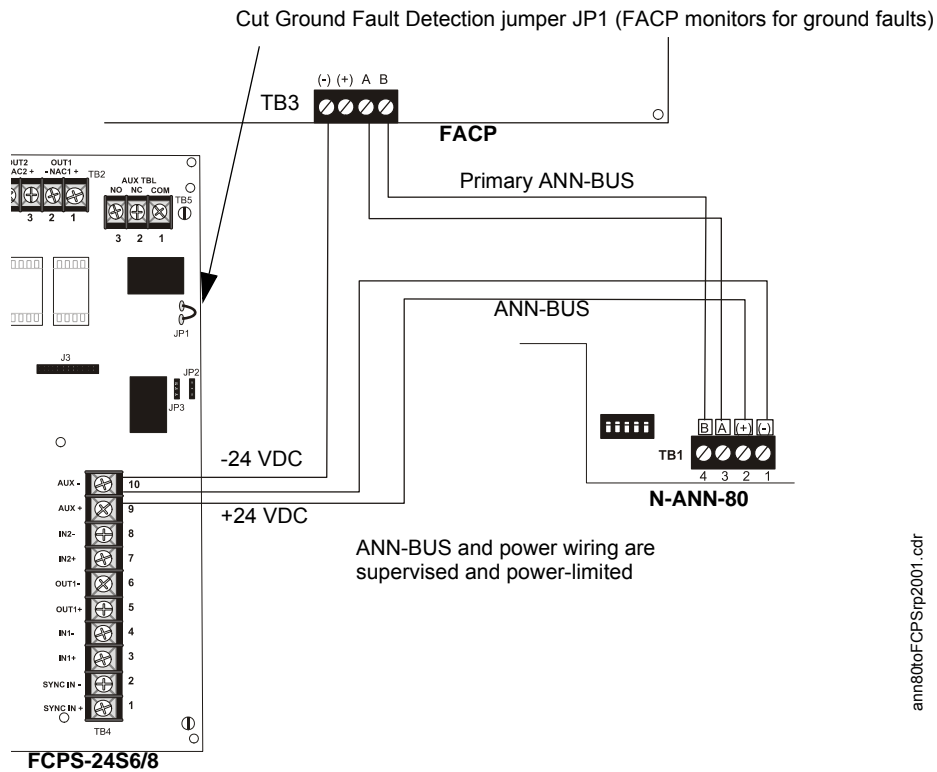 Cut Ground Fault Detection jumper JP1 (FACP monitors for ground faults)
(-) (+) A B
TB3
FACP
OUT1
AC2 +
- NAC1 +
TB2
3 2 1
AUX TBL
NO NC COM
TB5
3 2 1
Primary ANN-BUS
JP1
ANN-BUS
J3
JP2
JP3
B A (+) (-)
TB1
4 3 2 1
N-ANN-80
-24 VDC
+24 VDC
AUX - 10
AUX + 9
IN2- 8
IN2+ 7
OUT1- 6
OUT1+ 5
IN1- 4
IN1+ 3
SYNC IN - 2
SYNC IN + 1
TB4
FCPS-24S6/8
ANN-BUS and power wiring are
supervised and power-limited
ann80toFCPSrp2001.cdr